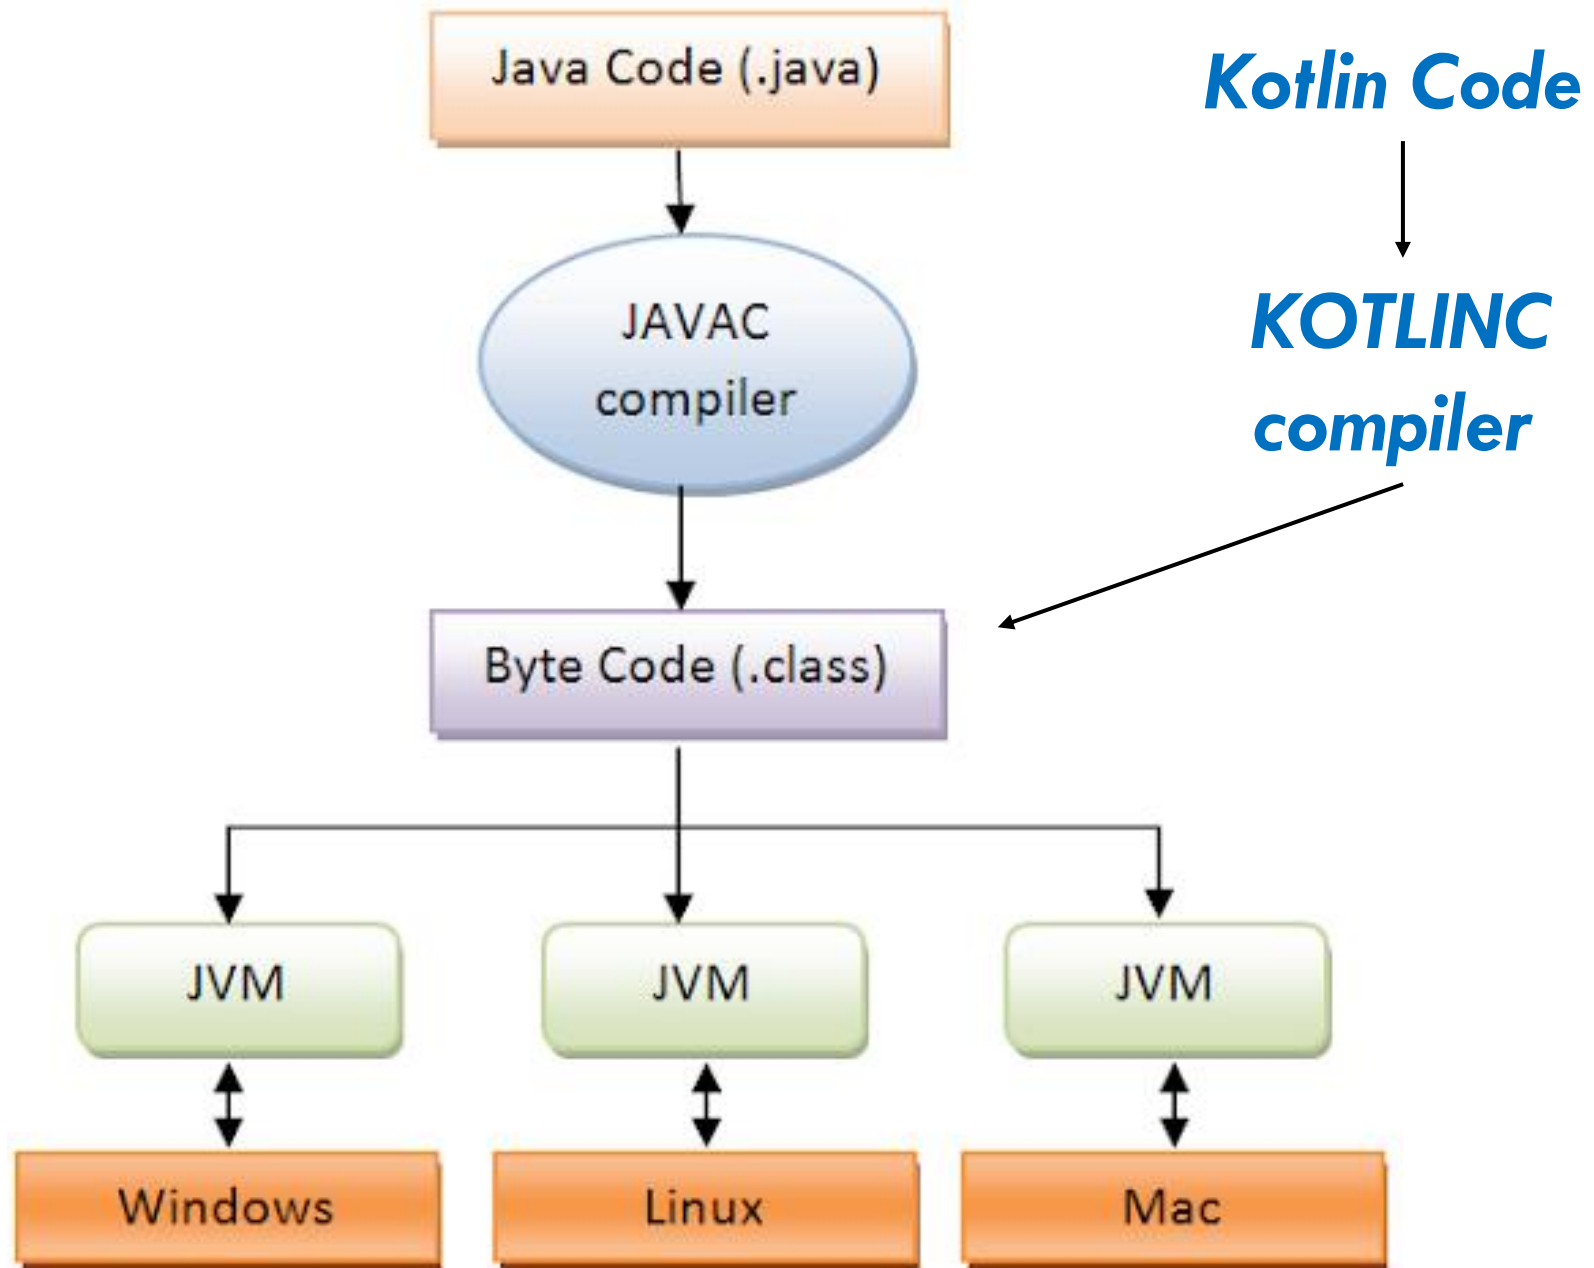 Java Code (.java)
Kotlin Code
JAVAC
compiler
KOTLINC
compiler
Byte Code (.class)
JVM
JVM
JVM
Windows
Linux
Mac